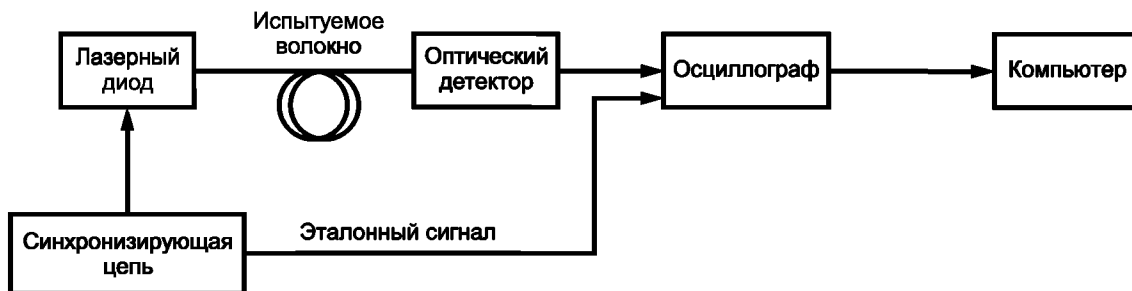 Испытуемое
волокно
Лазерный
диод
Оптический
детектор
Осциллограф
Компьютер
Синхронизирующая
цепь
Эталонный сигнал